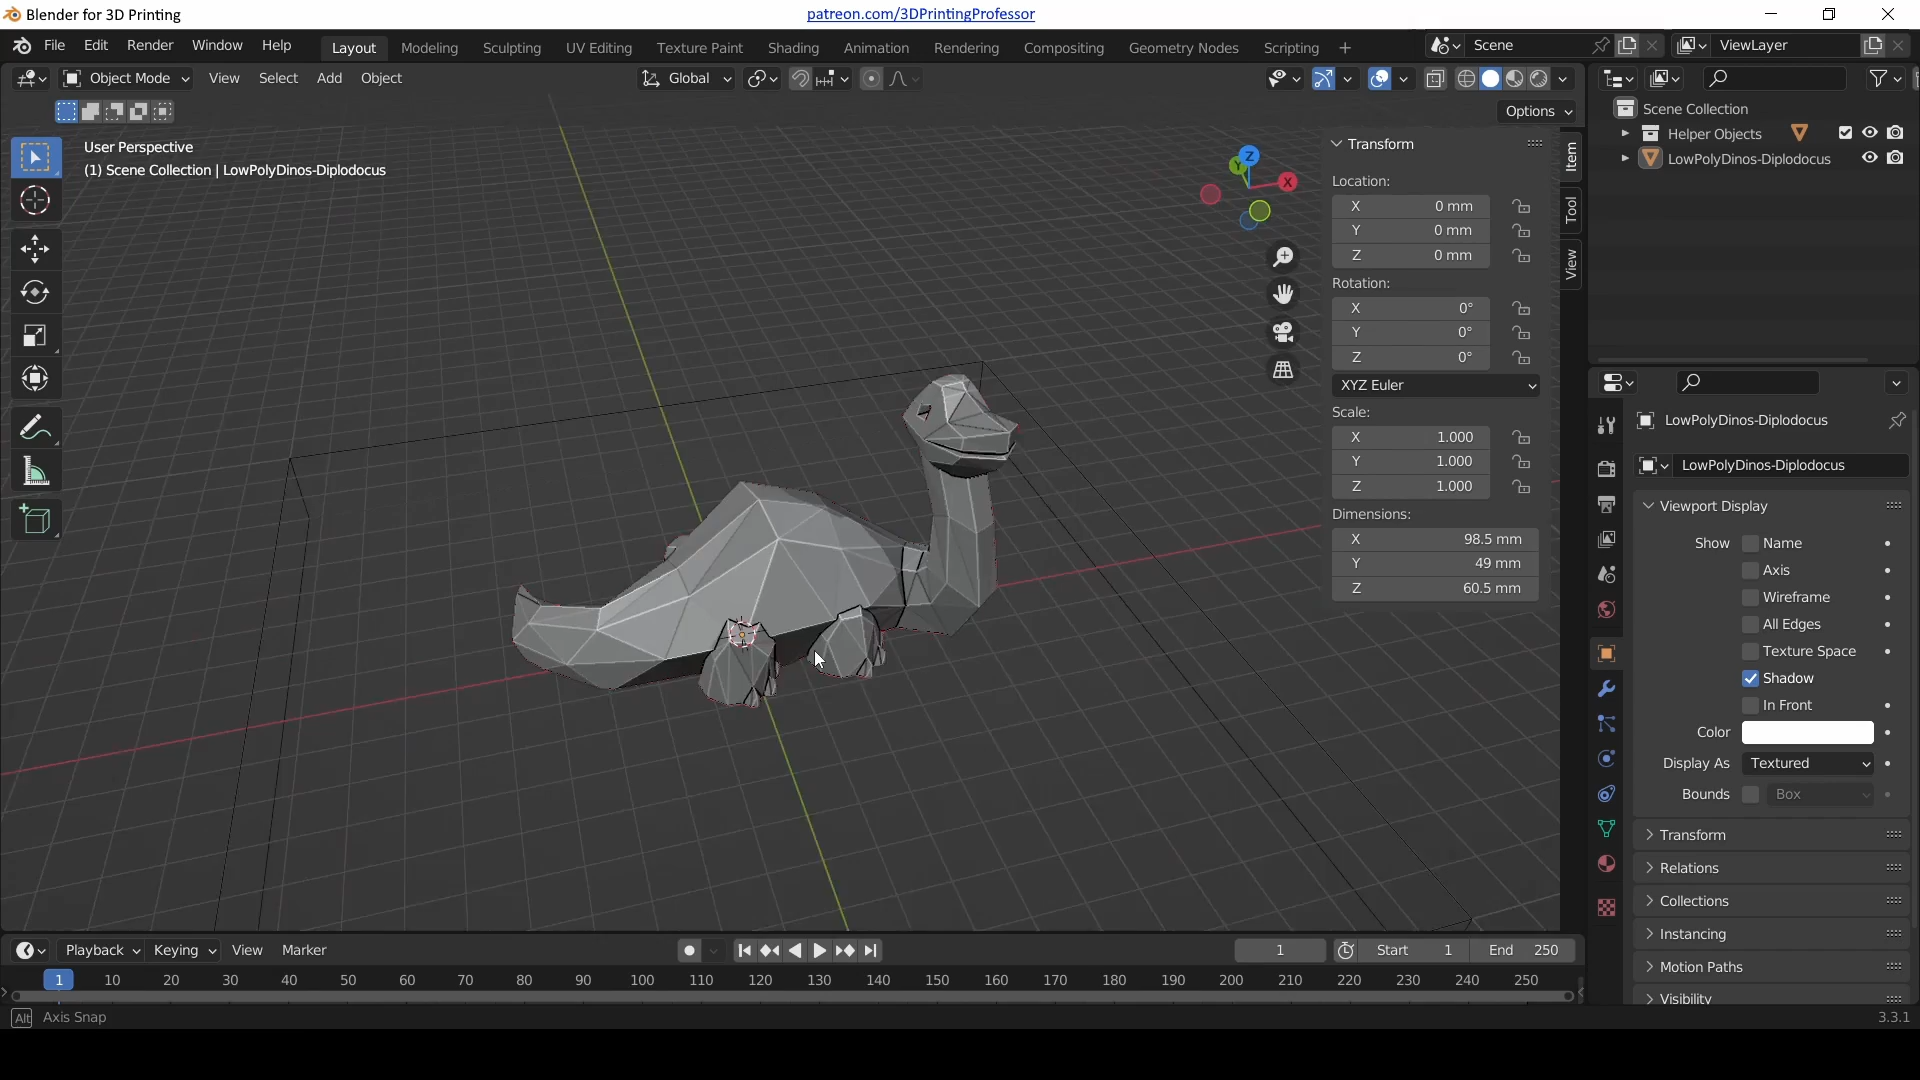 Blender for 3D Printing
patreon.com/3DPrintingProfessor
File Edit Render Window Help
Layout Modeling Sculpting UV Editing Texture Paint Shading Animation Rendering Compositing Geometry Nodes Scripting +
Scene
ViewLayer
Object Mode View Select Add Object
Global
Options
User Perspective
(1) Scene Collection | LowPolyDinos-Diplodocus
Z
Y
X
Transform
Location:
X 0 mm
Y 0 mm
Z 0 mm
Rotation:
X 0°
Y 0°
Z 0°
XYZ Euler
Scale:
X 1.000
Y 1.000
Z 1.000
Dimensions:
X 98.5 mm
Y 49 mm
Z 60.5 mm
Item
Tool
View
Scene Collection
Helper Objects
LowPolyDinos-Diplodocus
LowPolyDinos-Diplodocus
LowPolyDinos-Diplodocus
Viewport Display
Show Name
Axis
Wireframe
All Edges
Texture Space
Shadow
In Front
Color
Display As Textured
Bounds Box
Transform
Relations
Collections
Instancing
Motion Paths
Visibility
Playback Keying View Marker
1 Start 1 End 250
1 10 20 30 40 50 60 70 80 90 100 110 120 130 140 150 160 170 180 190 200 210 220 230 240 250
Alt Axis Snap
3.3.1